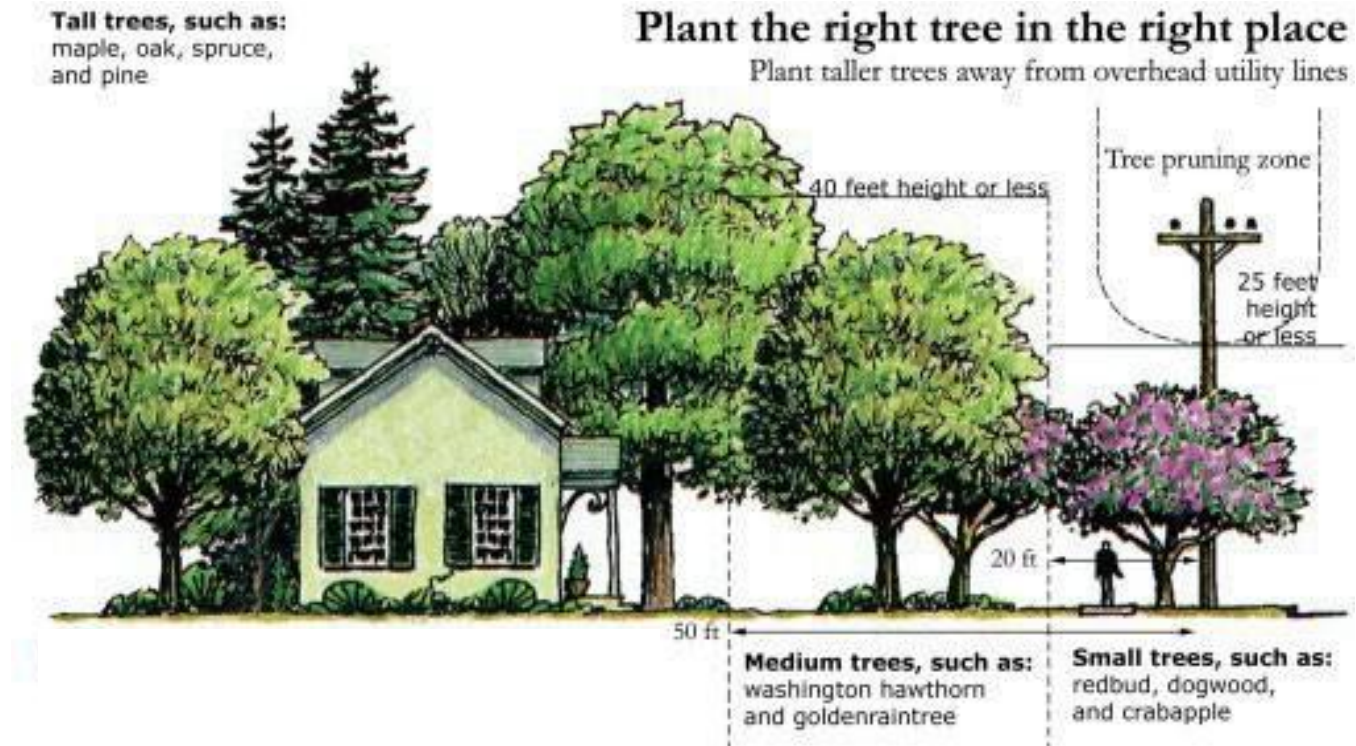 Tall trees, such as:
maple, oak, spruce,
and pine
Plant the right tree in the right place
Plant taller trees away from overhead utility lines
Tree pruning zone
40 feet height or less
25 feet
height
or less
20 ft
50 ft
Medium trees, such as:
washington hawthorn
and goldenraintree
Small trees, such as:
redbud, dogwood,
and crabapple